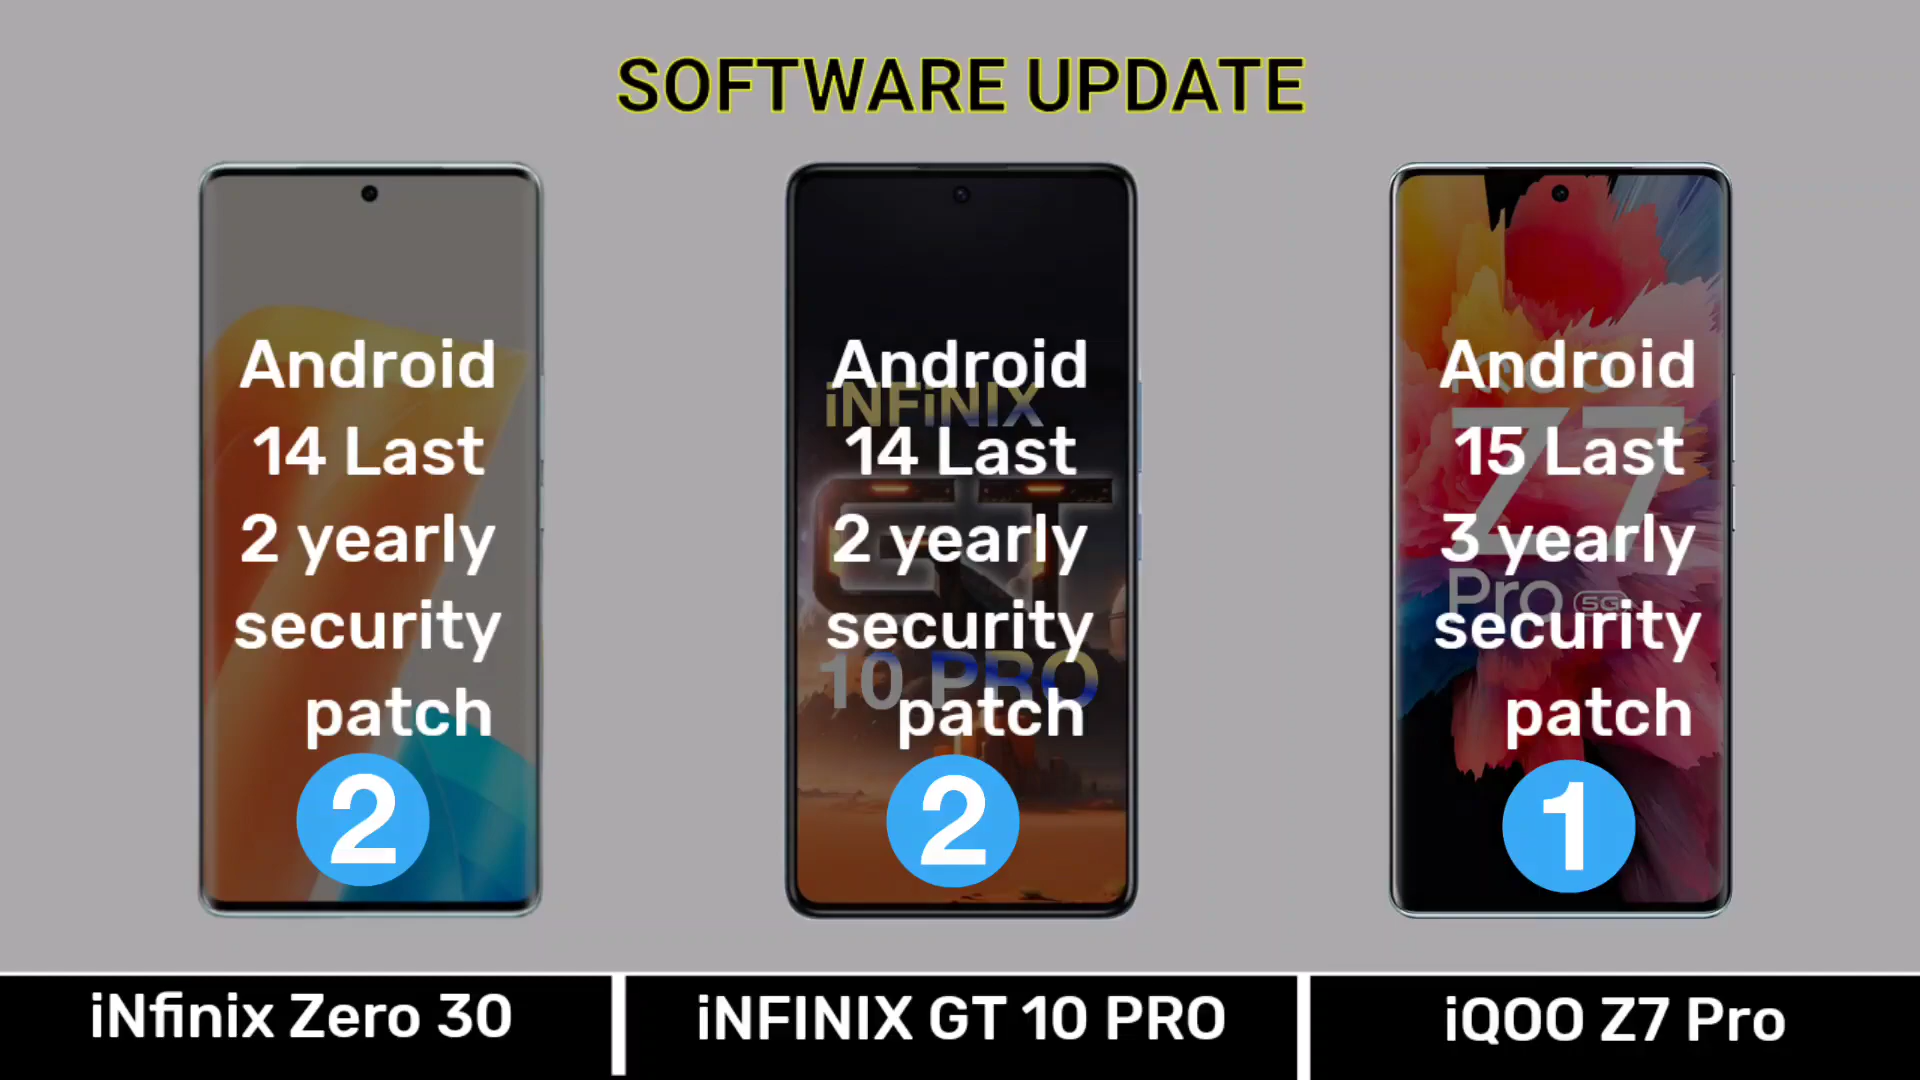 SOFTWARE UPDATE
Android
14 Last
2 yearly
security
patch
2
Android
iNFiNIX
14 Last
GT
2 yearly
security
10 PRO
patch
2
Android
15 Last
Z7
3 yearly
Pro 5G
security
patch
1
iNfinix Zero 30
iNFINIX GT 10 PRO
iQOO Z7 Pro